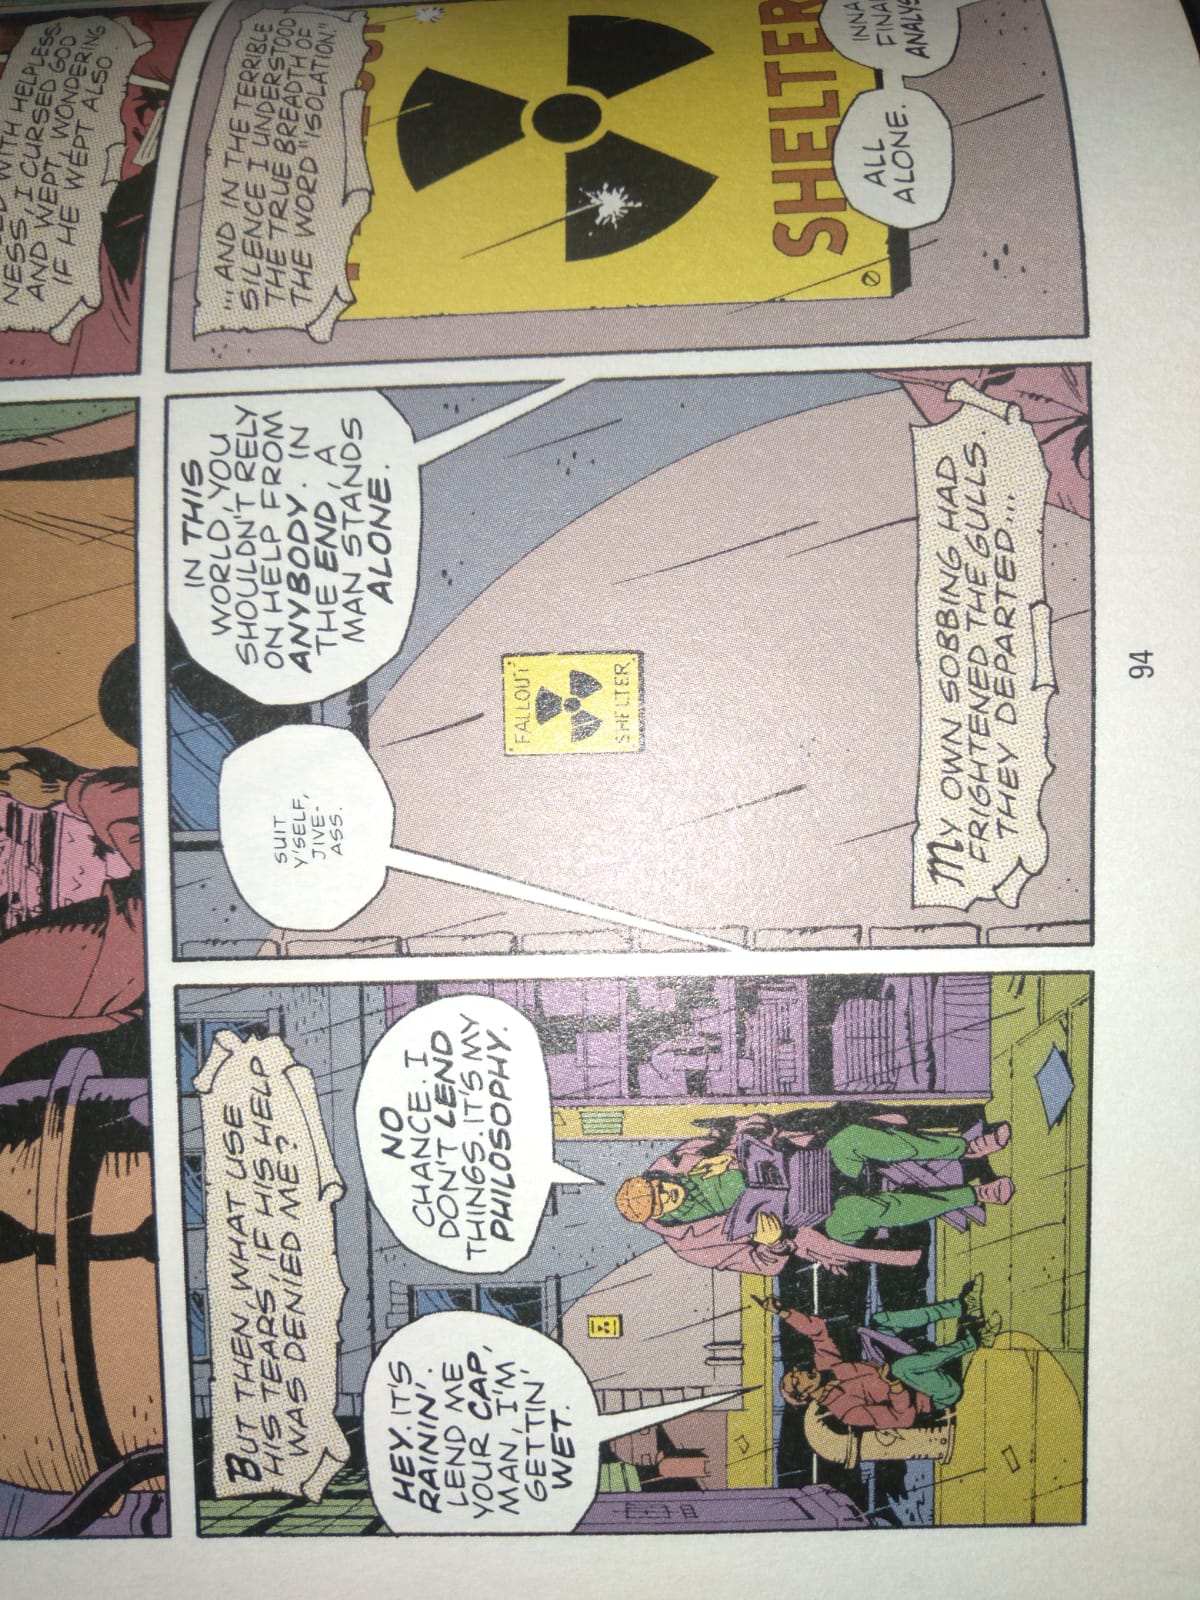 WITH HELPLESS-
NESS, I CURSED GOD
AND WEPT, WONDERING
IF HE WEPT ALSO
BUT THEN, WHAT USE
HIS TEARS, IF HIS HELP
WAS DENIED ME?
HEY. IT'S
RAININ'.
LEND ME
YOUR CAP,
MAN, I'M
GETTIN'
WET.
NO
CHANCE. I
DON'T LEND
THINGS. IT'S MY
PHILOSOPHY.
SUIT
Y'SELF,
JIVE-
ASS.
IN THIS
WORLD, YOU
SHOULDN'T RELY
ON HELP FROM
ANYBODY. IN
THE END, A
MAN STANDS
ALONE.
FALLOUT
SHELTER
MY OWN SOBBING HAD
FRIGHTENED THE GULLS.
THEY DEPARTED...
...AND IN THE TERRIBLE
SILENCE I UNDERSTOOD
THE TRUE BREADTH OF
THE WORD "ISOLATION."
SHELTER
ALL
ALONE.
INNA
FINA
ANALYS
94